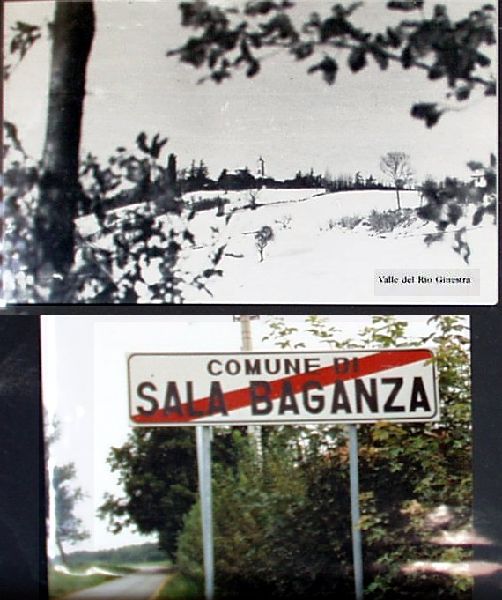 Valle del Rio Ginestra
COMUNE DI
SALA BAGANZA